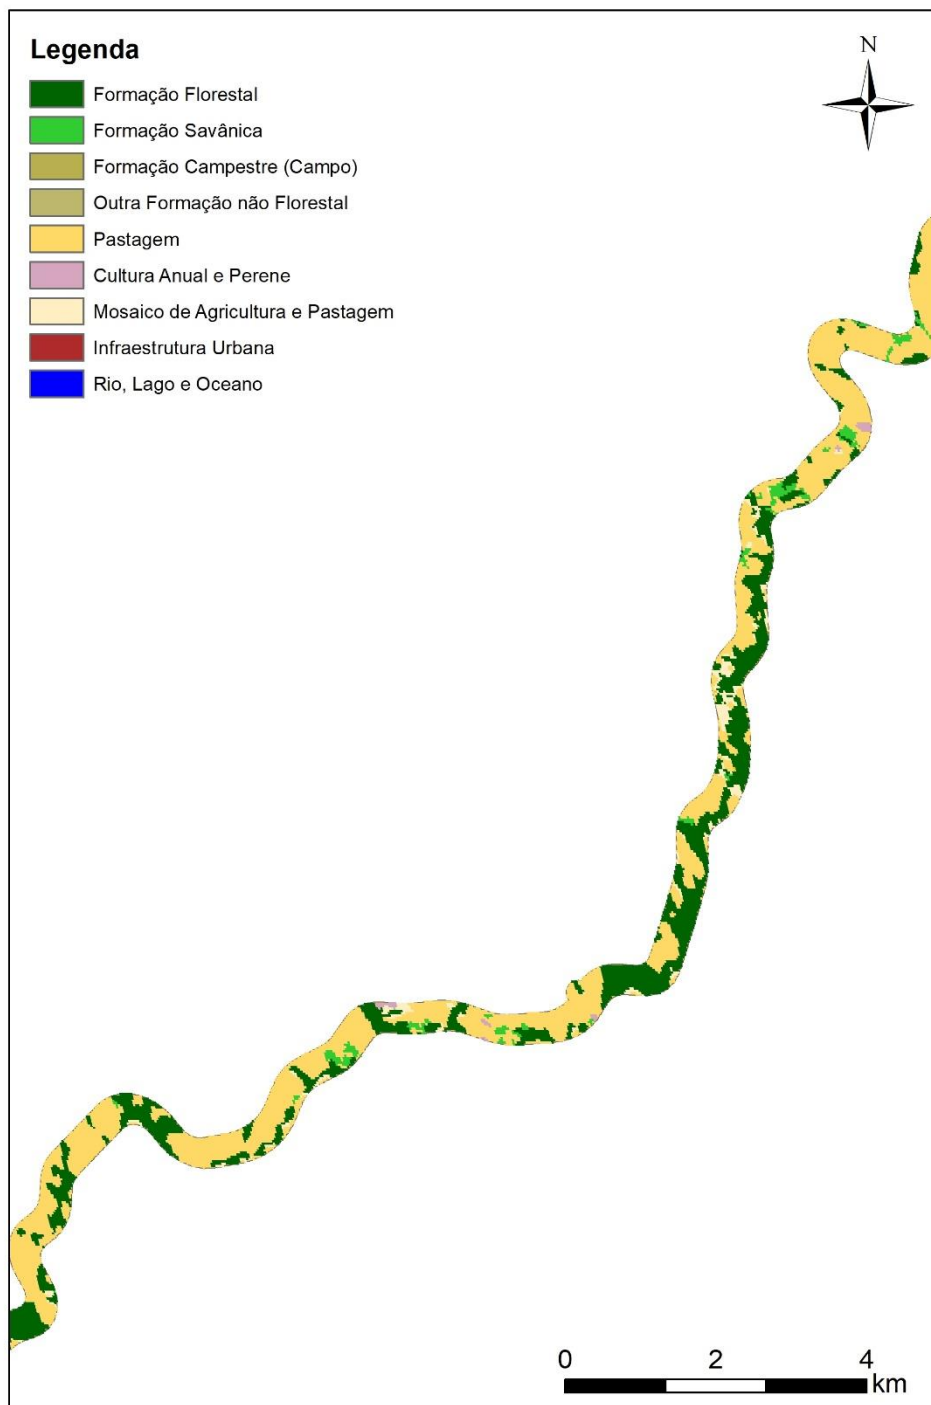 Legenda
N
Formação Florestal
Formação Savânica
Formação Campestre (Campo)
Outra Formação não Florestal
Pastagem
Cultura Anual e Perene
Mosaico de Agricultura e Pastagem
Infraestrutura Urbana
Rio, Lago e Oceano
0 2 4
km